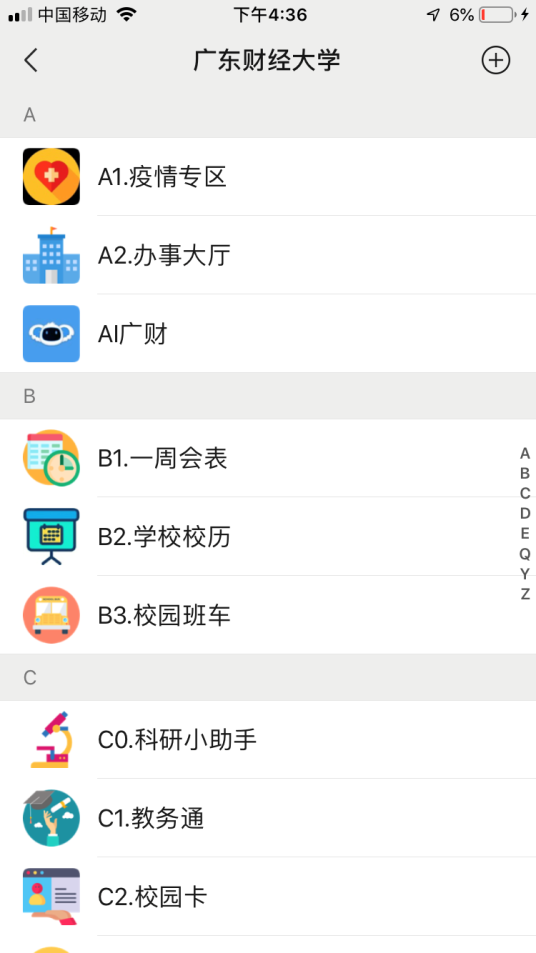 中国移动 下午4:36 6%
广东财经大学
A
A1.疫情专区
A2.办事大厅
AI广财
B
B1.一周会表
B2.学校校历
B3.校园班车
C
C0.科研小助手
C1.教务通
C2.校园卡
A
B
C
D
E
Q
Y
Z